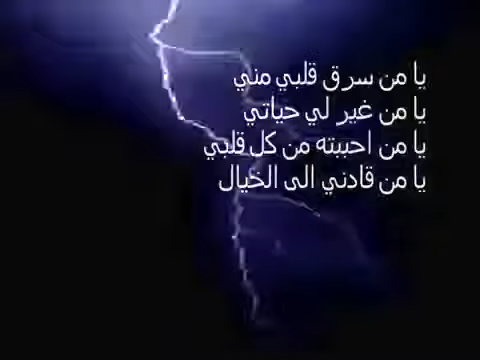 يا من سرق قلبي مني
يا من غير لي حياتي
يا من احببته من كل قلبي
يا من قادني الى الخيال